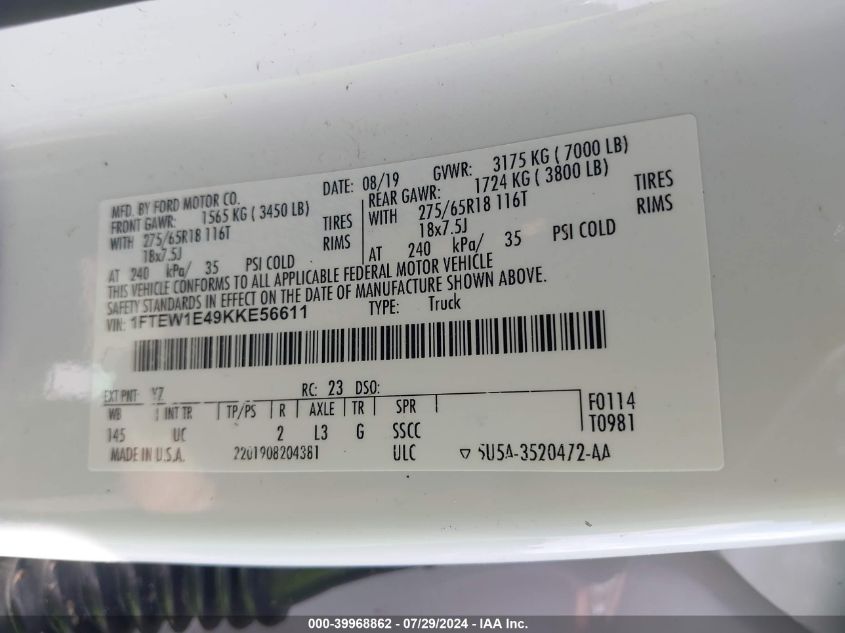 MFD. BY FORD MOTOR CO. DATE: 08/19 GVWR: 3175 KG ( 7000 LB)
FRONT GAWR: 1565 KG ( 3450 LB) REAR GAWR: 1724 KG ( 3800 LB)
WITH 275/65R18 116T TIRES WITH 275/65R18 116T TIRES
18x7.5J RIMS 18x7.5J RIMS
AT 240 kPa/ 35 PSI COLD AT 240 kPa/ 35 PSI COLD
THIS VEHICLE CONFORMS TO ALL APPLICABLE FEDERAL MOTOR VEHICLE
SAFETY STANDARDS IN EFFECT ON THE DATE OF MANUFACTURE SHOWN ABOVE.
VIN: 1FTEW1E49KKE56611 TYPE: Truck
EXT PNT: YZ RC: 23 DSO:
WB INT TR TP/PS R AXLE TR SPR F0114
145 UC 2 L3 G SSCC T0981
MADE IN U.S.A. 2201908204381 ULC 5U5A-3520472-AA
000-39968862 - 07/29/2024 - IAA Inc.